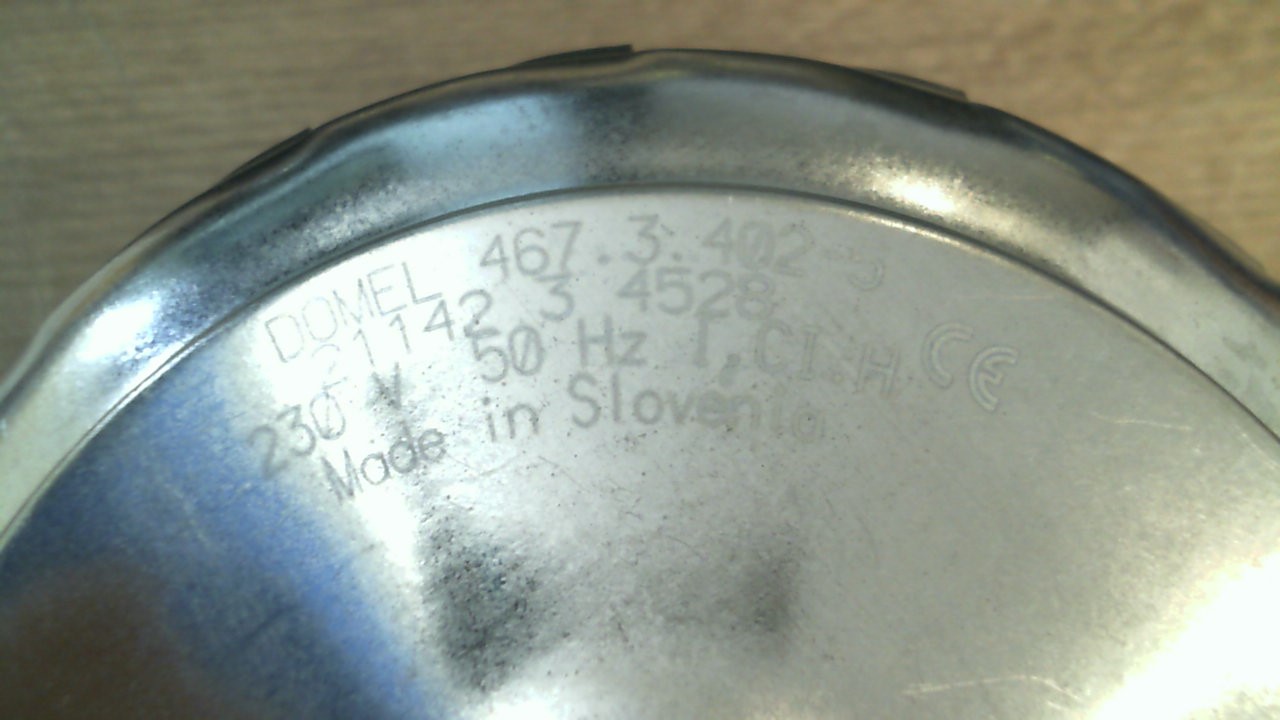 DOMEL 467.3.402-5
21142 3 4528
230 V 50 Hz I.CI.H CE
Made in Slovenia